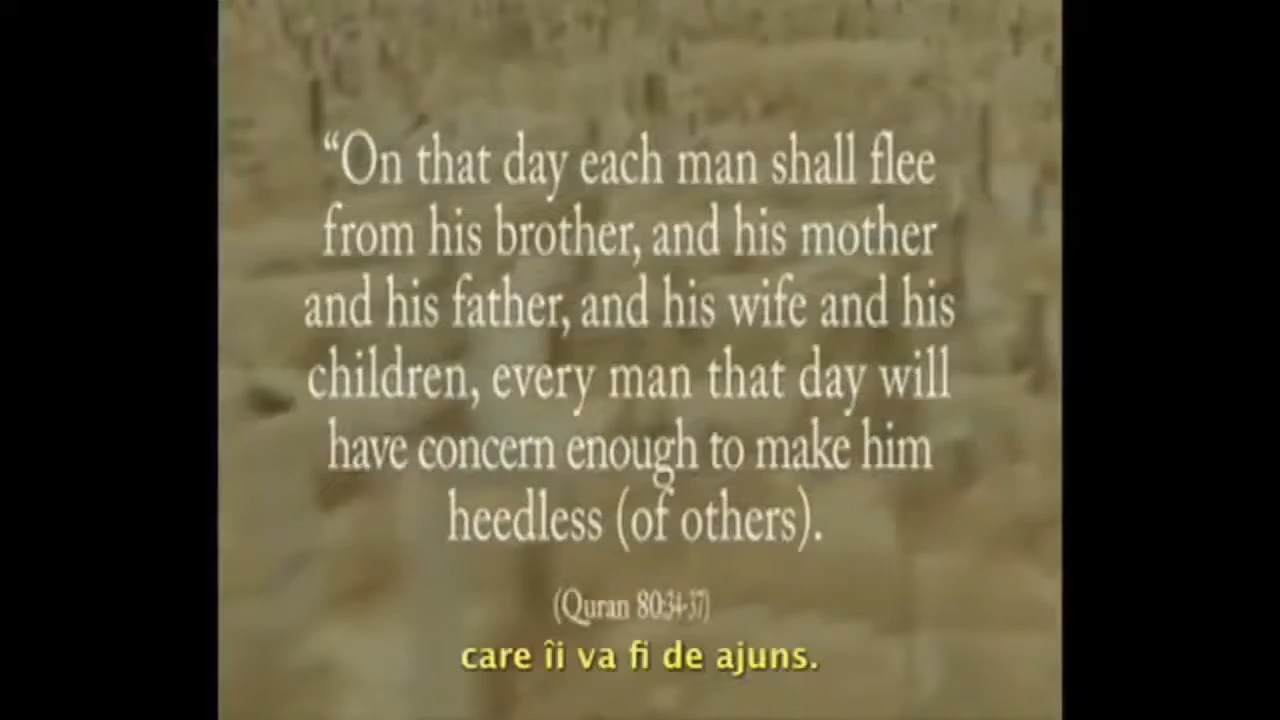 “On that day each man shall flee
from his brother, and his mother
and his father, and his wife and his
children, every man that day will
have concern enough to make him
heedless (of others).
(Quran 80:34-37)
care îi va fi de ajuns.